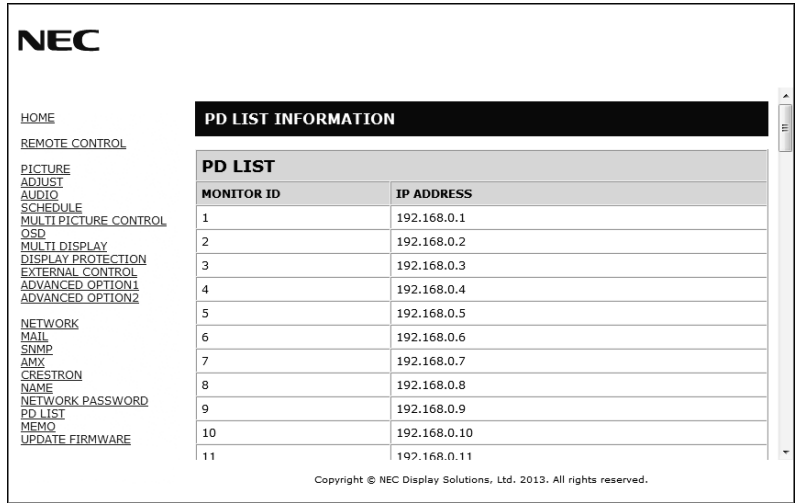 NEC
HOME
REMOTE CONTROL
PICTURE
ADJUST
AUDIO
SCHEDULE
MULTI PICTURE CONTROL
OSD
MULTI DISPLAY
DISPLAY PROTECTION
EXTERNAL CONTROL
ADVANCED OPTION1
ADVANCED OPTION2
NETWORK
MAIL
SNMP
AMX
CRESTRON
NAME
NETWORK PASSWORD
PD LIST
MEMO
UPDATE FIRMWARE
PD LIST INFORMATION
PD LIST
MONITOR ID IP ADDRESS
1 192.168.0.1
2 192.168.0.2
3 192.168.0.3
4 192.168.0.4
5 192.168.0.5
6 192.168.0.6
7 192.168.0.7
8 192.168.0.8
9 192.168.0.9
10 192.168.0.10
11 192.168.0.11
Copyright © NEC Display Solutions, Ltd. 2013. All rights reserved.